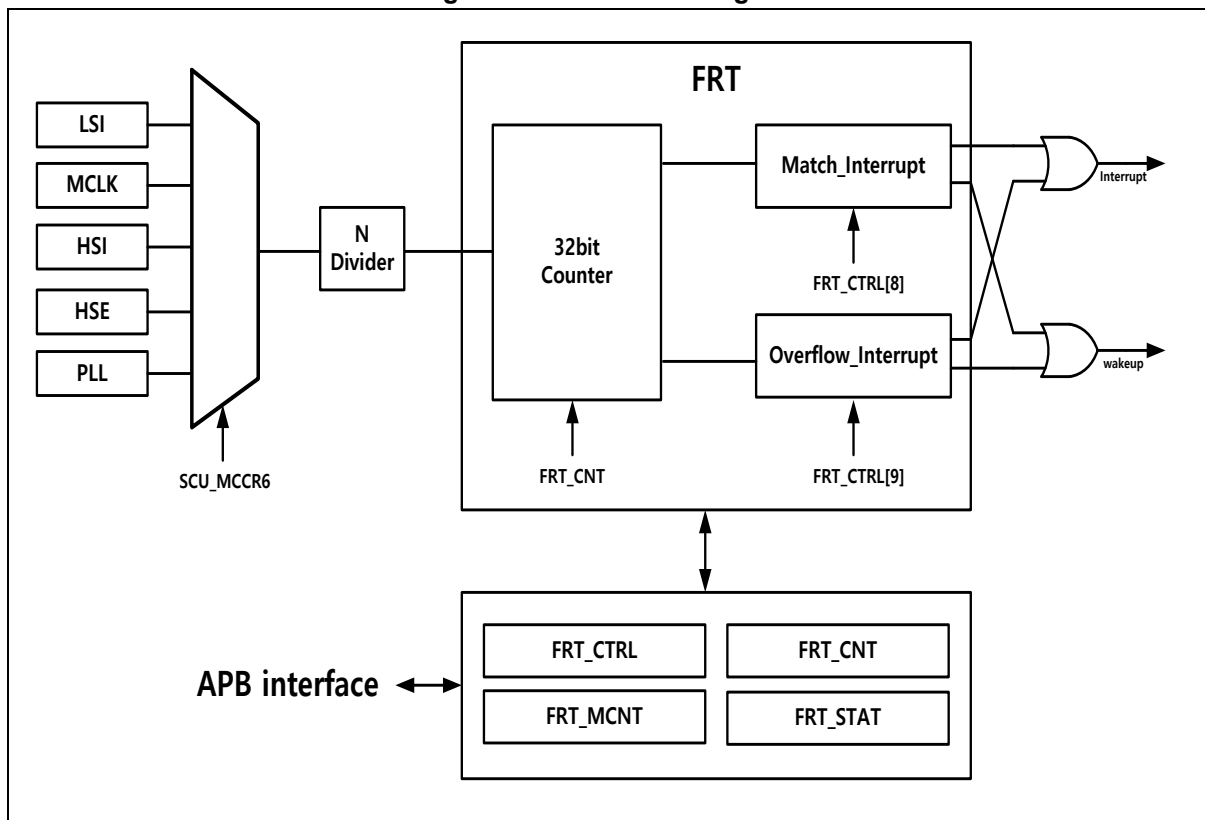 FRT
LSI
MCLK
HSI
HSE
PLL
N
Divider
32bit
Counter
Match_Interrupt
Overflow_Interrupt
FRT_CTRL[8]
FRT_CTRL[9]
Interrupt
wakeup
SCU_MCCR6
FRT_CNT
APB interface
FRT_CTRL
FRT_CNT
FRT_MCNT
FRT_STAT